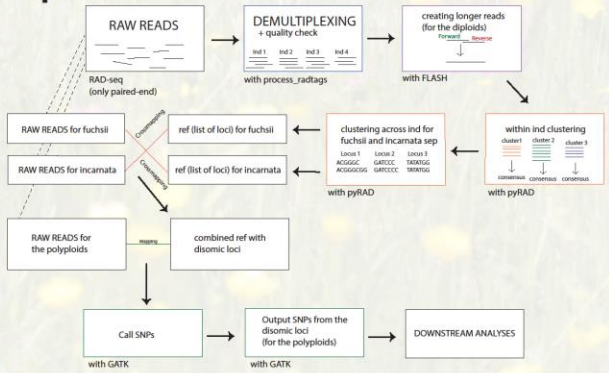 RAW READS
RAD-seq
(only paired-end)
DEMULTIPLEXING
+ quality check
Ind 1 Ind 2 Ind 3 Ind 4
with process_radtags
creating longer reads
(for the diploids)
Forward
Reverse
with FLASH
RAW READS for fuchsii
Crosmapping
ref (list of loci) for fuchsii
RAW READS for incarnata
Crosmapping
ref (list of loci) for incarnata
clustering across ind for
fuchsii and incarnata sep
Locus 1 Locus 2 Locus 3
ACGGGC GATCCC TATATGG
ACGGGCGG GATCCCC TATATGG
with pyRAD
within ind clustering
cluster1 cluster 2 cluster 3
consensus consensus consensus
with pyRAD
RAW READS for
the polyploids
Mapping
combined ref with
disomic loci
Call SNPs
with GATK
Output SNPs from the
disomic loci
(for the polyploids)
with GATK
DOWNSTREAM ANALYSES